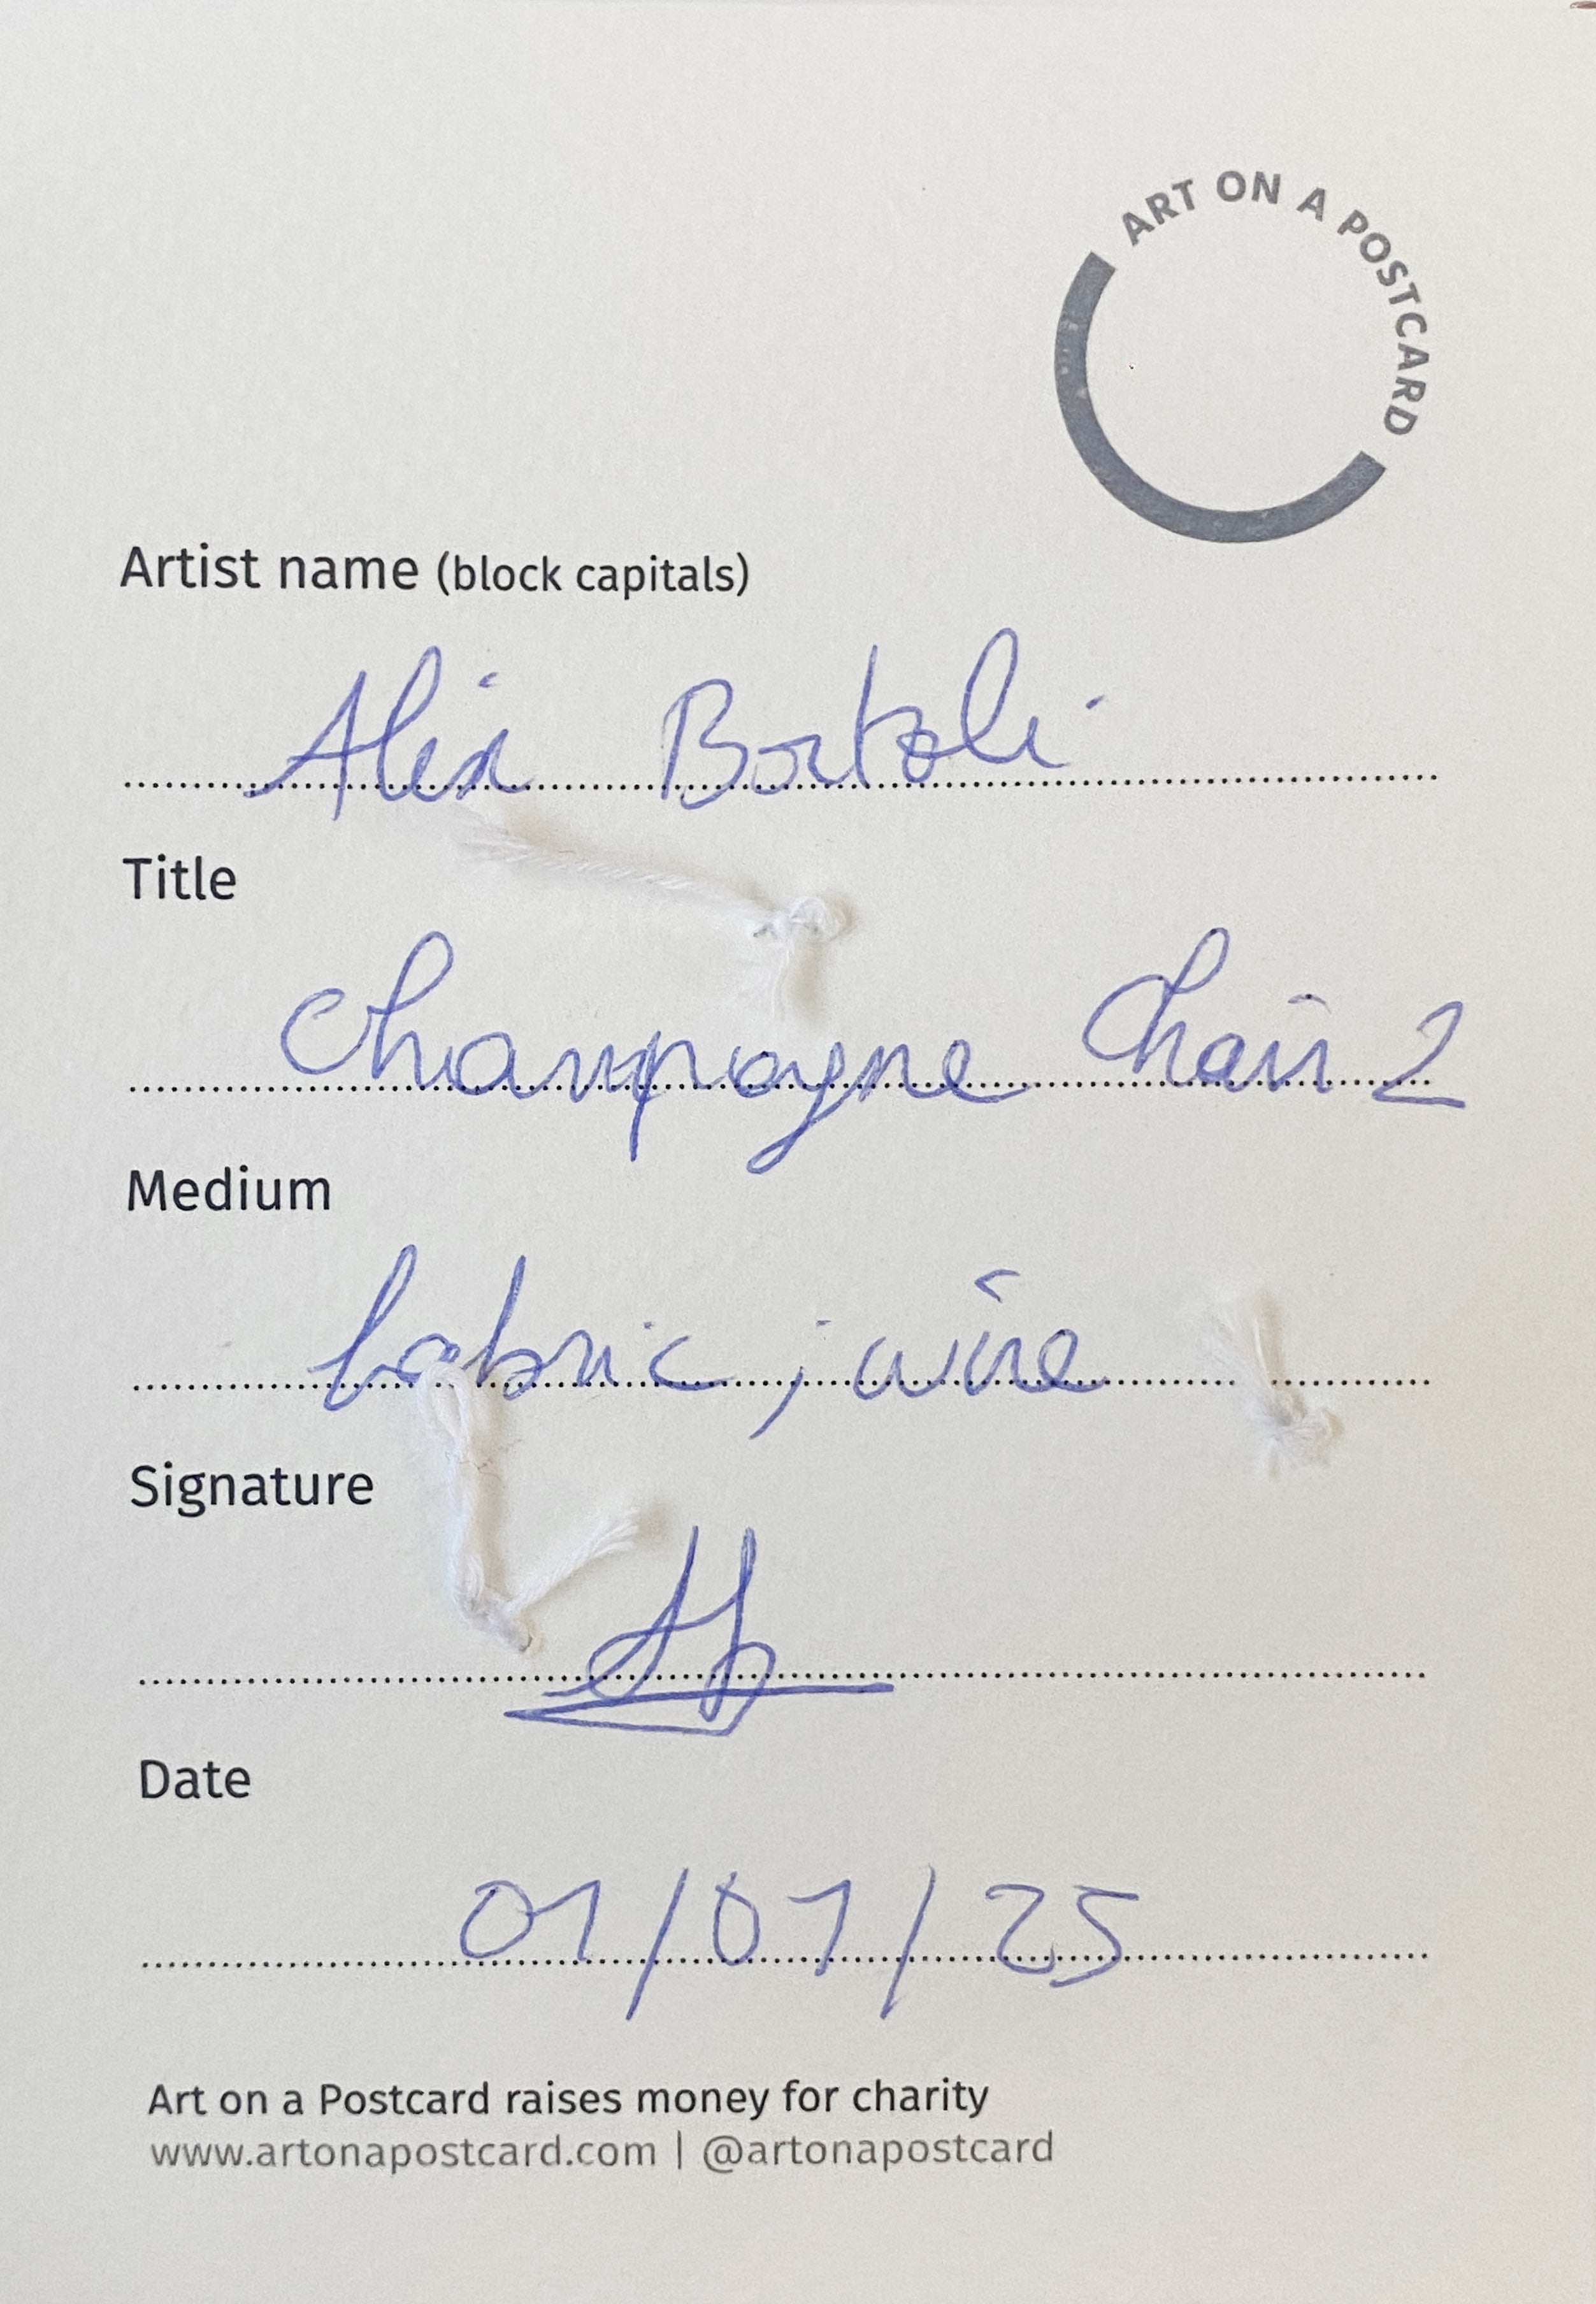 ART ON A POSTCARD
Artist name (block capitals)
Alix Bortoli
Title
Champagne Chair 2
Medium
fabric, wire
Signature
Date
01/07/25
Art on a Postcard raises money for charity
www.artonapostcard.com | @artonapostcard